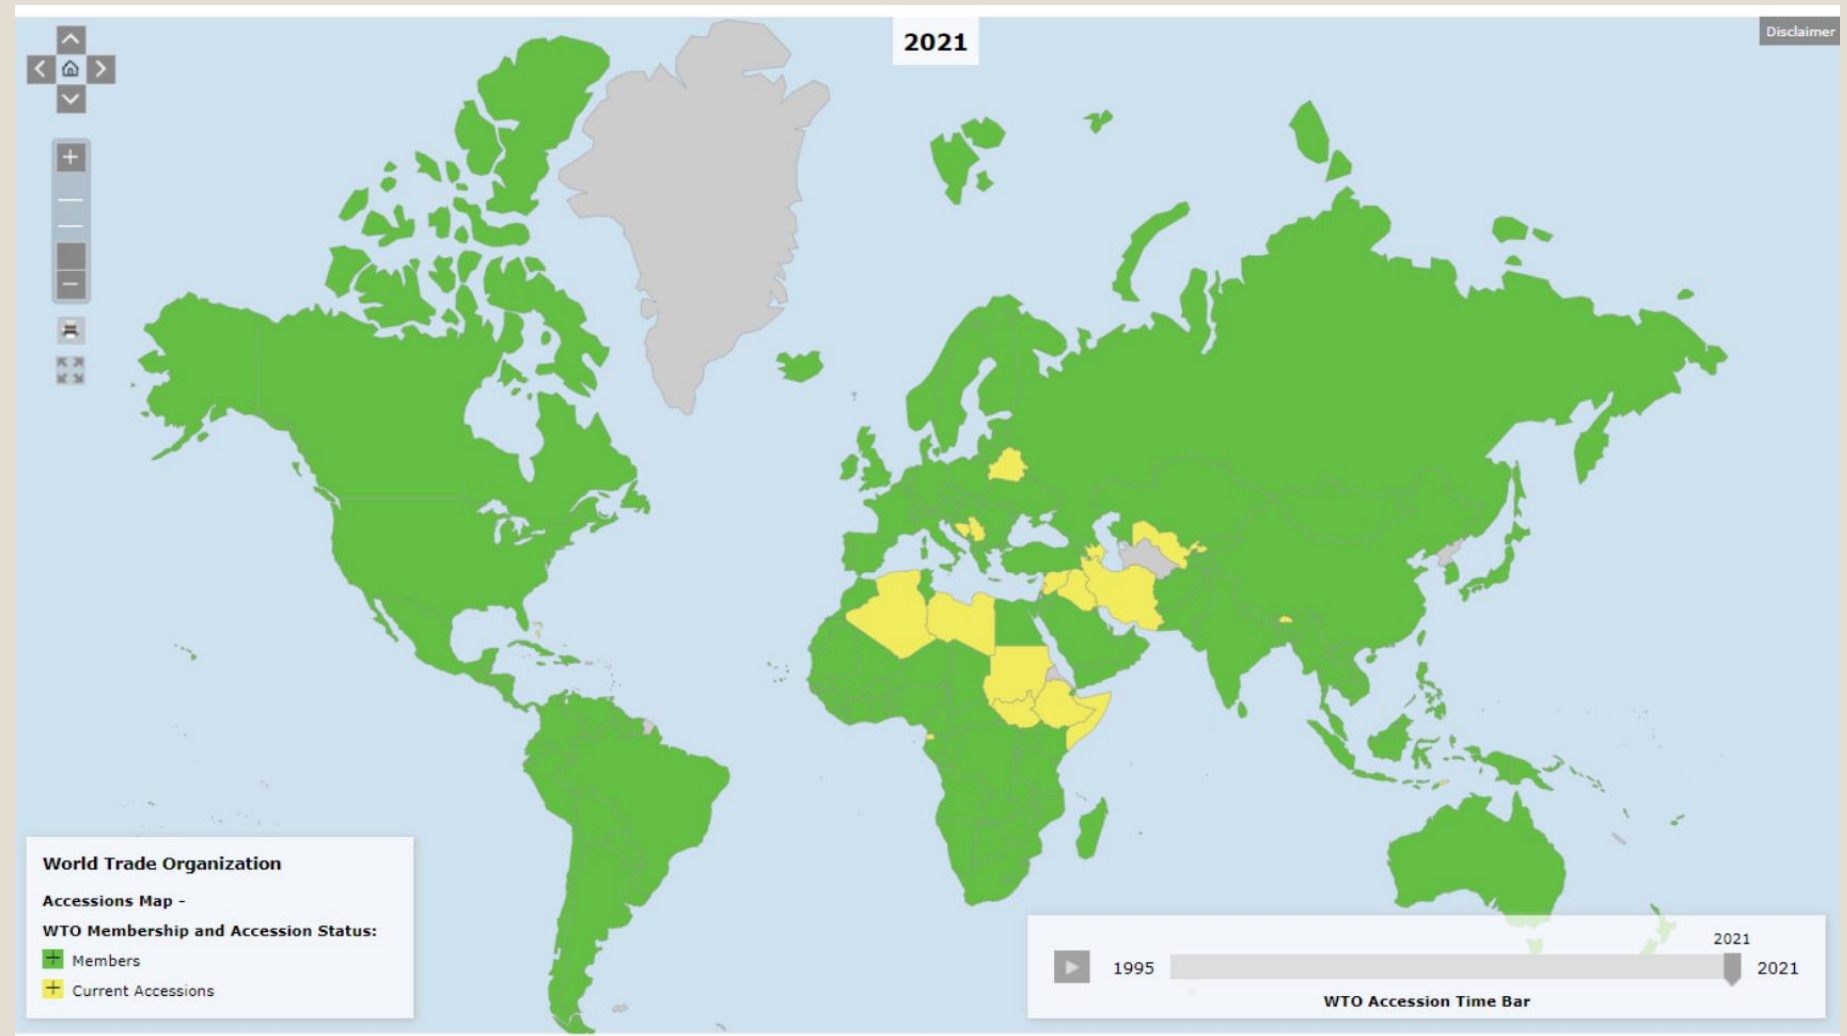 2021
Disclaimer
World Trade Organization
Accessions Map -
WTO Membership and Accession Status:
Members
Current Accessions
2021
1995
2021
WTO Accession Time Bar